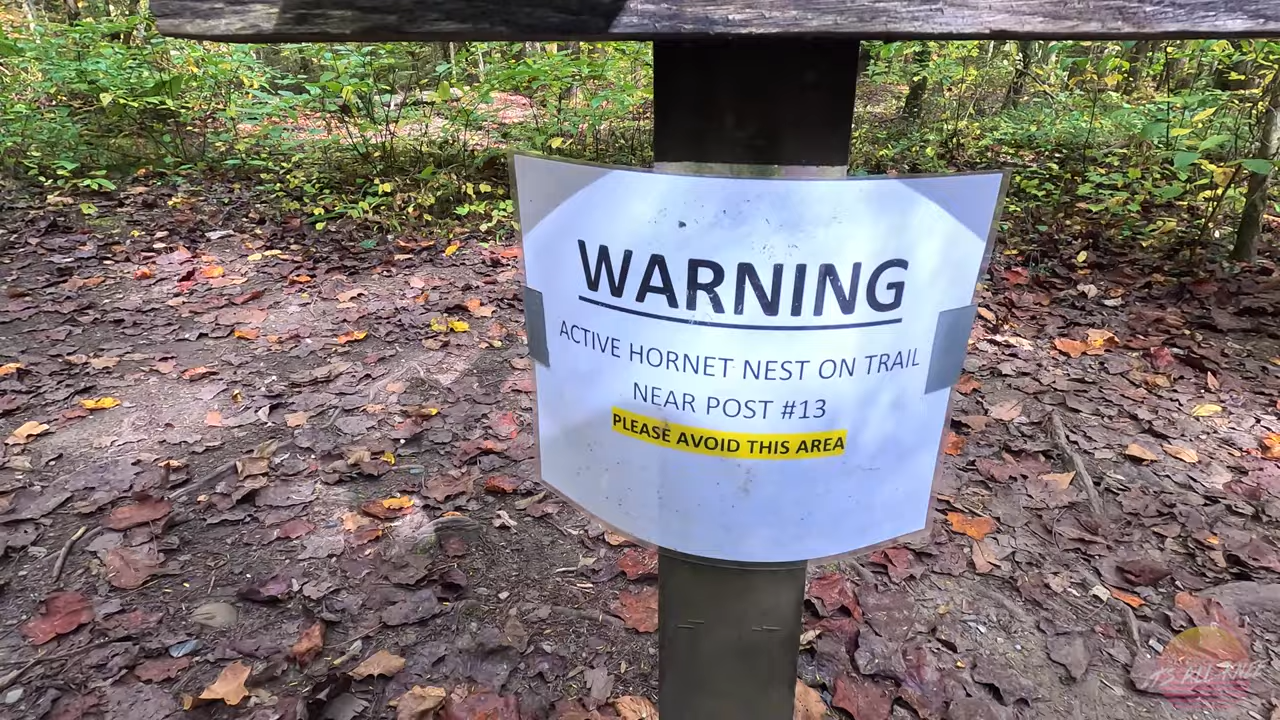 WARNING
ACTIVE HORNET NEST ON TRAIL
NEAR POST #13
PLEASE AVOID THIS AREA